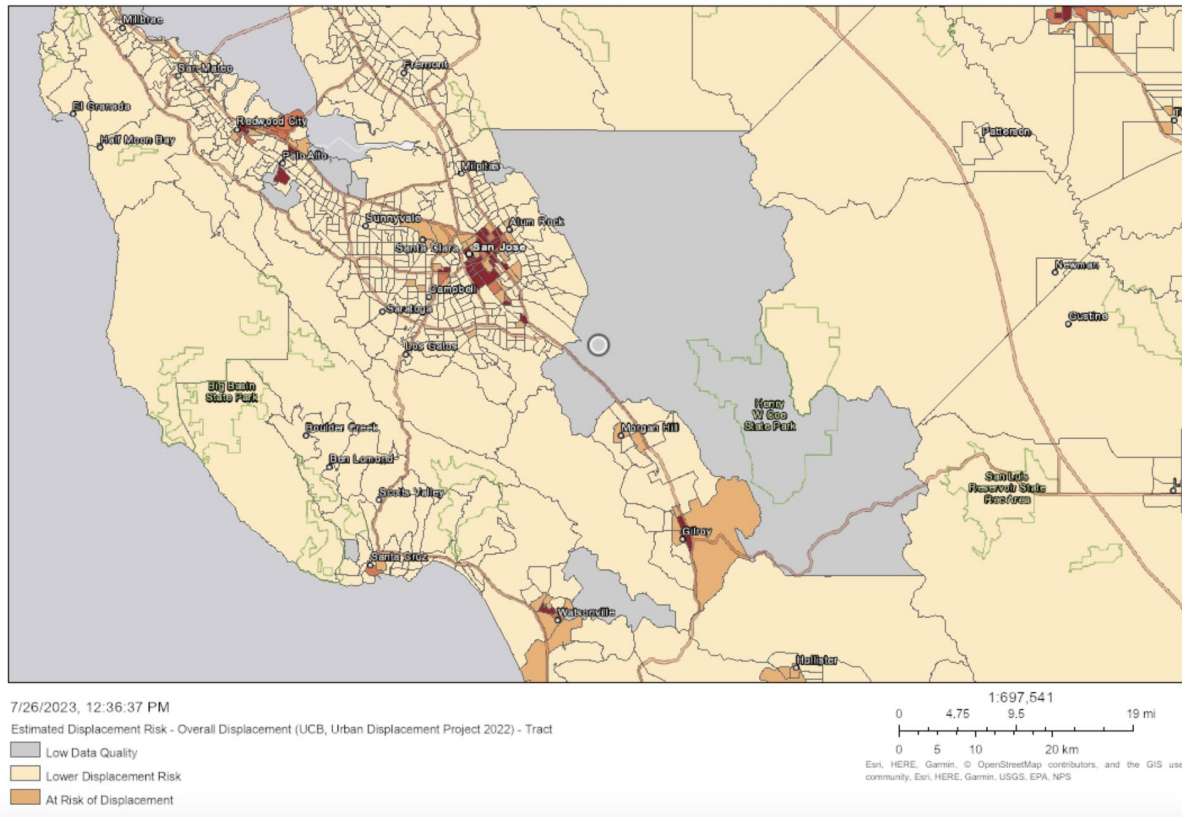 Millbrae
San Mateo
Fremont
El Granada
Redwood City
Half Moon Bay
Patterson
Palo Alto
Milpitas
Sunnyvale
Alum Rock
Santa Clara
San Jose
Newman
Campbell
Saratoga
Gustine
Los Gatos
Big Basin
State Park
Henry
W Coe
State Park
Boulder Creek
Morgan Hill
Ben Lomond
San Luis
Reservoir State
Rec Area
Scotts Valley
Gilroy
Santa Cruz
Watsonville
Hollister
7/26/2023, 12:36:37 PM
Estimated Displacement Risk - Overall Displacement (UCB, Urban Displacement Project 2022) - Tract
Low Data Quality
Lower Displacement Risk
At Risk of Displacement
1:697,541
0 4.75 9.5 19 mi
0 5 10 20 km
Esri, HERE, Garmin, © OpenStreetMap contributors, and the GIS use
community, Esri, HERE, Garmin, USGS, EPA, NPS